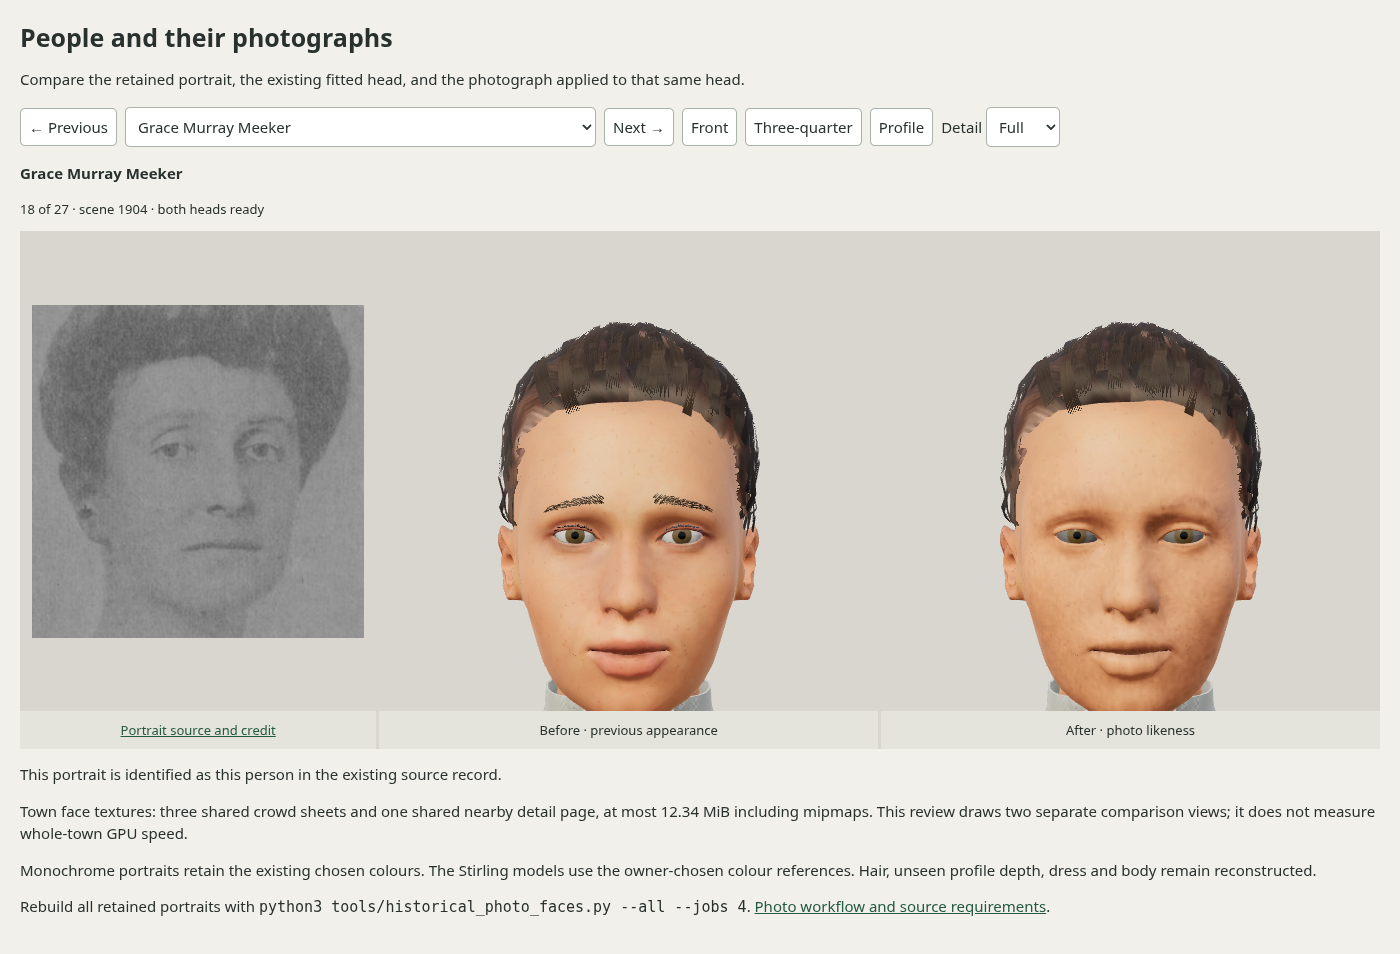 People and their photographs
Compare the retained portrait, the existing fitted head, and the photograph applied to that same head.
← Previous
Grace Murray Meeker
Next →
Front
Three-quarter
Profile
Detail
Full
Grace Murray Meeker
18 of 27 · scene 1904 · both heads ready
Portrait source and credit
Before · previous appearance
After · photo likeness
This portrait is identified as this person in the existing source record.
Town face textures: three shared crowd sheets and one shared nearby detail page, at most 12.34 MiB including mipmaps. This review draws two separate comparison views; it does not measure
whole-town GPU speed.
Monochrome portraits retain the existing chosen colours. The Stirling models use the owner-chosen colour references. Hair, unseen profile depth, dress and body remain reconstructed.
Rebuild all retained portraits with python3 tools/historical_photo_faces.py --all --jobs 4. Photo workflow and source requirements.